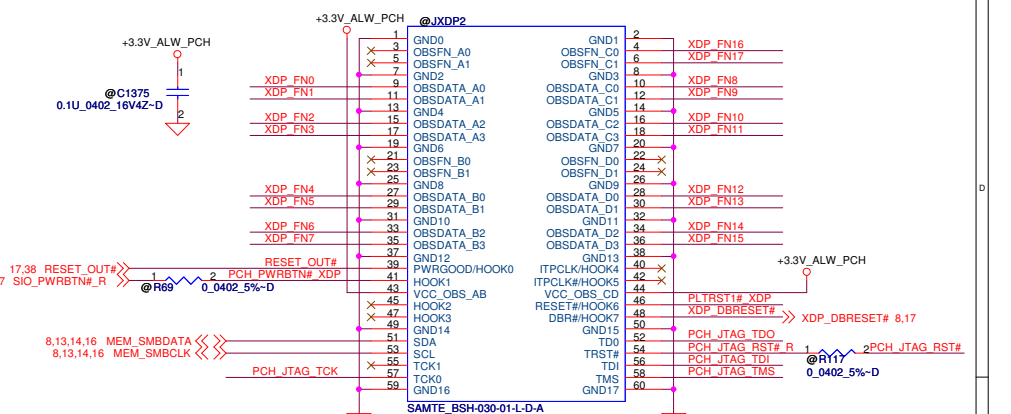 +3.3V_ALW_PCH
@JXDP2
+3.3V_ALW_PCH
1 GND0 GND1 2
3 OBSFN_A0 OBSFN_C0 4 XDP_FN16
5 OBSFN_A1 OBSFN_C1 6 XDP_FN17
7 GND2 GND3 8
XDP_FN0 9 OBSDATA_A0 OBSDATA_C0 10 XDP_FN8
XDP_FN1 11 OBSDATA_A1 OBSDATA_C1 12 XDP_FN9
13 GND4 GND5 14
XDP_FN2 15 OBSDATA_A2 OBSDATA_C2 16 XDP_FN10
XDP_FN3 17 OBSDATA_A3 OBSDATA_C3 18 XDP_FN11
19 GND6 GND7 20
21 OBSFN_B0 OBSFN_D0 22
23 OBSFN_B1 OBSFN_D1 24
25 GND8 GND9 26
XDP_FN4 27 OBSDATA_B0 OBSDATA_D0 28 XDP_FN12
XDP_FN5 29 OBSDATA_B1 OBSDATA_D1 30 XDP_FN13
31 GND10 GND11 32
XDP_FN6 33 OBSDATA_B2 OBSDATA_D2 34 XDP_FN14
XDP_FN7 35 OBSDATA_B3 OBSDATA_D3 36 XDP_FN15
37 GND12 GND13 38
17,38 RESET_OUT# RESET_OUT# 39 PWRGOOD/HOOK0 ITPCLK/HOOK4 40
7 SIO_PWRBTN#_R 1 2 PCH_PWRBTN#_XDP 41 HOOK1 ITPCLK#/HOOK5 42
@R69 0_0402_5%~D
43 VCC_OBS_AB VCC_OBS_CD 44 +3.3V_ALW_PCH
45 HOOK2 RESET#/HOOK6 46 PLTRST1#_XDP
47 HOOK3 DBR#/HOOK7 48 XDP_DBRESET# XDP_DBRESET# 8,17
49 GND14 GND15 50
8,13,14,16 MEM_SMBDATA 51 SDA TD0 52 PCH_JTAG_TDO
8,13,14,16 MEM_SMBCLK 53 SCL TRST# 54 PCH_JTAG_RST#_R 1 2 PCH_JTAG_RST#
@R117
0_0402_5%~D
55 TCK1 TDI 56 PCH_JTAG_TDI
PCH_JTAG_TCK 57 TCK0 TMS 58 PCH_JTAG_TMS
59 GND16 GND17 60
SAMTE_BSH-030-01-L-D-A
1
@C1375
0.1U_0402_16V4Z~D
2
D